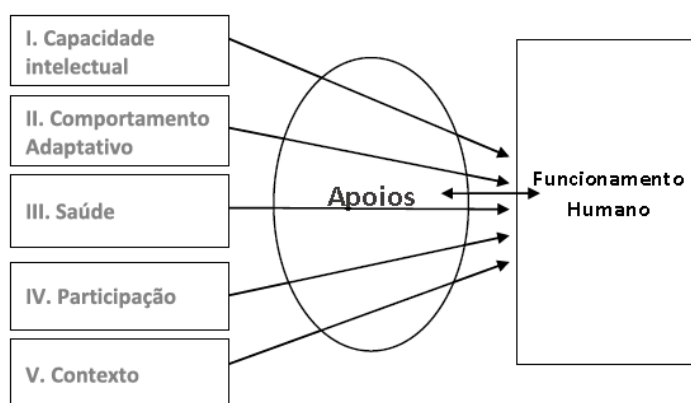 I. Capacidade
intelectual
II. Comportamento
Adaptativo
III. Saúde
IV. Participação
V. Contexto
Apoios
Funcionamento
Humano